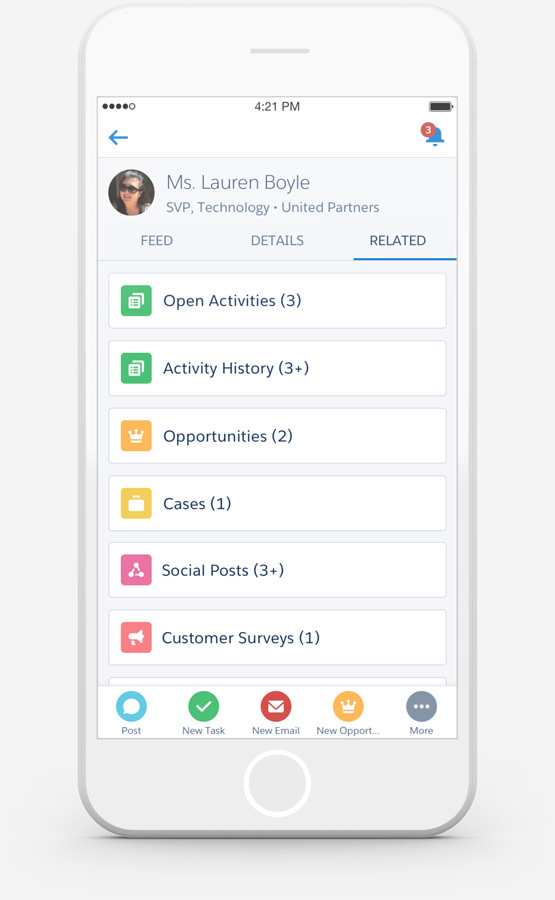 4:21 PM
3
Ms. Lauren Boyle
SVP, Technology • United Partners
FEED DETAILS RELATED
Open Activities (3)
Activity History (3+)
Opportunities (2)
Cases (1)
Social Posts (3+)
Customer Surveys (1)
Post New Task New Email New Opport... More